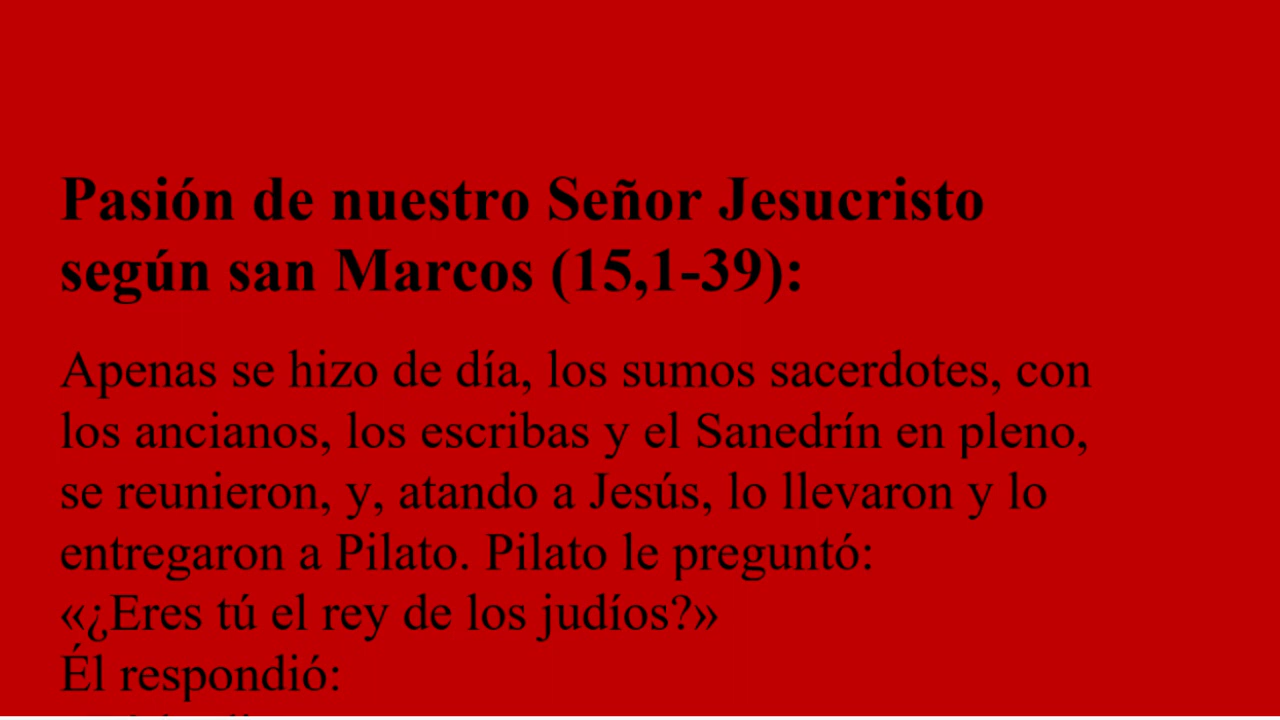 Pasión de nuestro Señor Jesucristo
según san Marcos (15,1-39):
Apenas se hizo de día, los sumos sacerdotes, con
los ancianos, los escribas y el Sanedrín en pleno,
se reunieron, y, atando a Jesús, lo llevaron y lo
entregaron a Pilato. Pilato le preguntó:
«¿Eres tú el rey de los judíos?»
Él respondió: